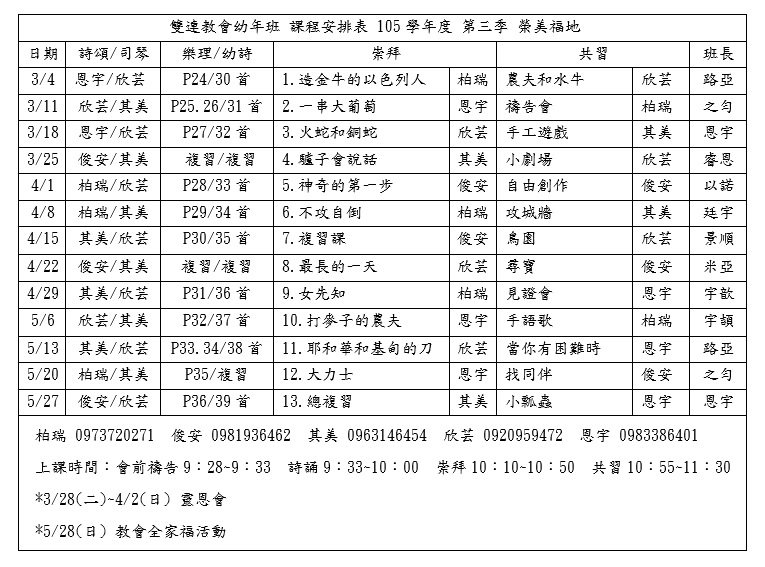 雙連教會幼年班 課程安排表 105 學年度 第三季 榮美福地
日期 詩頌/司琴 樂理/幼詩 崇拜 共習 班長
3/4 恩宇/欣芸 P24/30 首 1.造金牛的以色列人 柏瑞 農夫和水牛 欣芸 路亞
3/11 欣芸/其美 P25.26/31 首 2.一串大葡萄 恩宇 禱告會 柏瑞 之勻
3/18 恩宇/欣芸 P27/32 首 3.火蛇和銅蛇 欣芸 手工遊戲 其美 恩宇
3/25 俊安/其美 複習/複習 4.驢子會說話 其美 小劇場 欣芸 睿恩
4/1 柏瑞/欣芸 P28/33 首 5.神奇的第一步 俊安 自由創作 俊安 以諾
4/8 柏瑞/其美 P29/34 首 6.不攻自倒 柏瑞 攻城牆 其美 廷宇
4/15 其美/欣芸 P30/35 首 7.複習課 俊安 鳥園 欣芸 景順
4/22 俊安/其美 複習/複習 8.最長的一天 欣芸 尋寶 俊安 米亞
4/29 其美/欣芸 P31/36 首 9.女先知 柏瑞 見證會 恩宇 宇歆
5/6 欣芸/其美 P32/37 首 10.打麥子的農夫 恩宇 手語歌 柏瑞 宇頡
5/13 其美/欣芸 P33.34/38 首 11.耶和華和基甸的刀 欣芸 當你有困難時 恩宇 路亞
5/20 柏瑞/其美 P35/複習 12.大力士 恩宇 找同伴 俊安 之勻
5/27 俊安/欣芸 P36/39 首 13.總複習 其美 小瓢蟲 恩宇 恩宇
柏瑞 0973720271 俊安 0981936462 其美 0963146454 欣芸 0920959472 恩宇 0983386401
上課時間：會前禱告 9：28~9：33 詩誦 9：33~10：00 崇拜 10：10~10：50 共習 10：55~11：30
*3/28(二)~4/2(日) 靈恩會
*5/28(日) 教會全家福活動